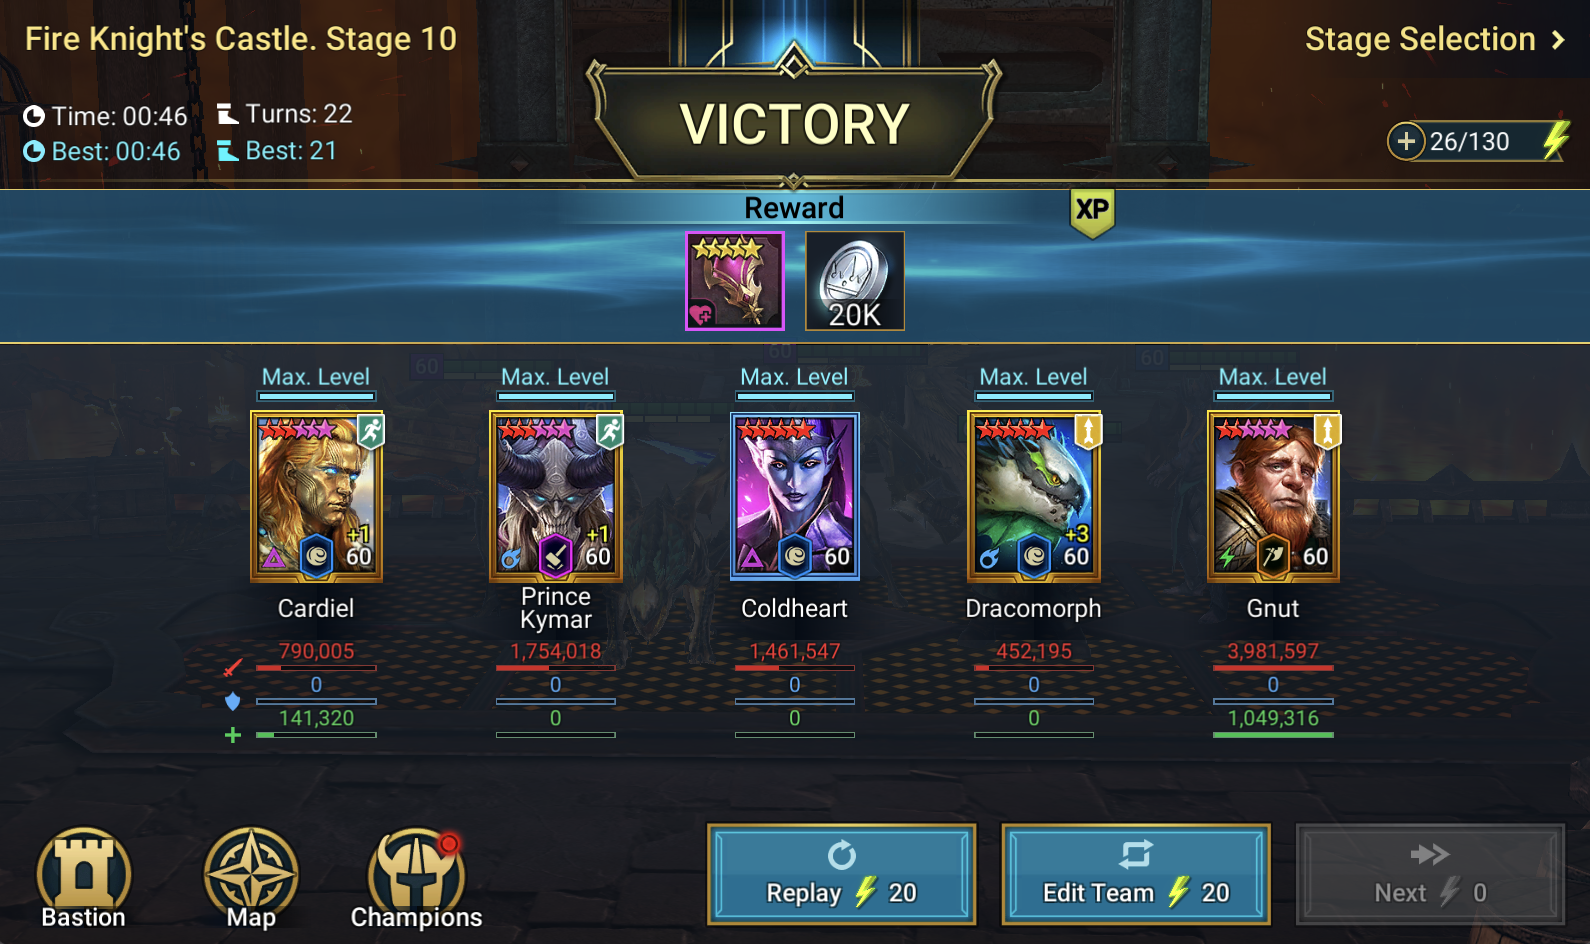 Fire Knight's Castle. Stage 10
Stage Selection
VICTORY
Time: 00:46
Turns: 22
Best: 00:46
Best: 21
26/130
Reward
XP
20K
60
60
60
Max. Level
Max. Level
Max. Level
Max. Level
Max. Level
+1
60
+1
60
60
+3
60
60
Cardiel
Prince
Kymar
Coldheart
Dracomorph
Gnut
790,005
1,754,018
1,461,547
452,195
3,981,597
0
0
0
0
0
141,320
0
0
0
1,049,316
Bastion
Map
Champions
Replay 20
Edit Team 20
Next 0